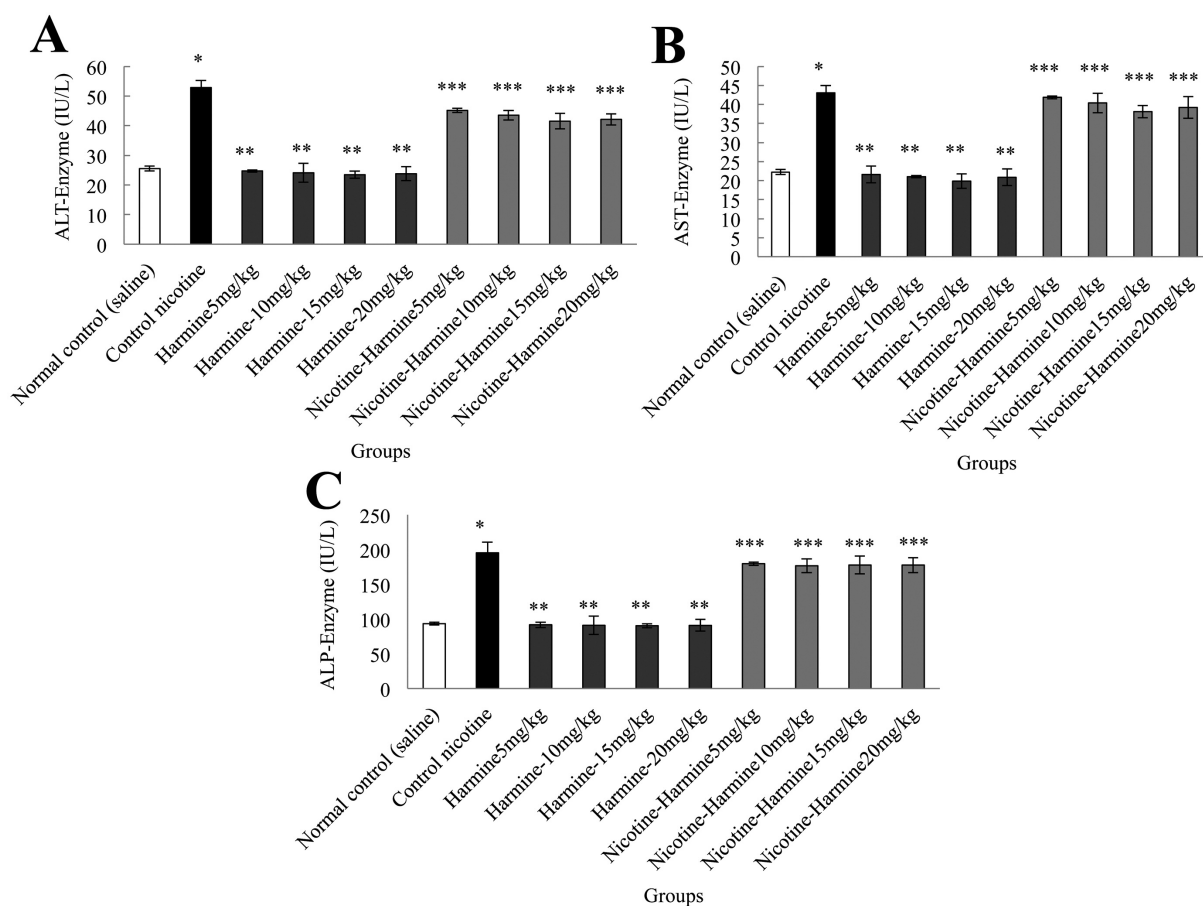 A
ALT-Enzyme (IU/L)
60
50
40
30
20
10
0
*
**
**
**
**
***
***
***
***
Normal control (saline)
Control nicotine
Harmine5mg/kg
Harmine-10mg/kg
Harmine-15mg/kg
Harmine-20mg/kg
Nicotine-Harmine5mg/kg
Nicotine-Harmine10mg/kg
Nicotine-Harmine15mg/kg
Nicotine-Harmine20mg/kg
Groups
B
AST-Enzyme (IU/L)
50
45
40
35
30
25
20
15
10
5
0
*
**
**
**
**
***
***
***
***
Normal control (saline)
Control nicotine
Harmine5mg/kg
Harmine-10mg/kg
Harmine-15mg/kg
Harmine-20mg/kg
Nicotine-Harmine5mg/kg
Nicotine-Harmine10mg/kg
Nicotine-Harmine15mg/kg
Nicotine-Harmine20mg/kg
Groups
C
ALP-Enzyme (IU/L)
250
200
150
100
50
0
*
**
**
**
**
***
***
***
***
Normal control (saline)
Control nicotine
Harmine5mg/kg
Harmine-10mg/kg
Harmine-15mg/kg
Harmine-20mg/kg
Nicotine-Harmine5mg/kg
Nicotine-Harmine10mg/kg
Nicotine-Harmine15mg/kg
Nicotine-Harmine20mg/kg
Groups